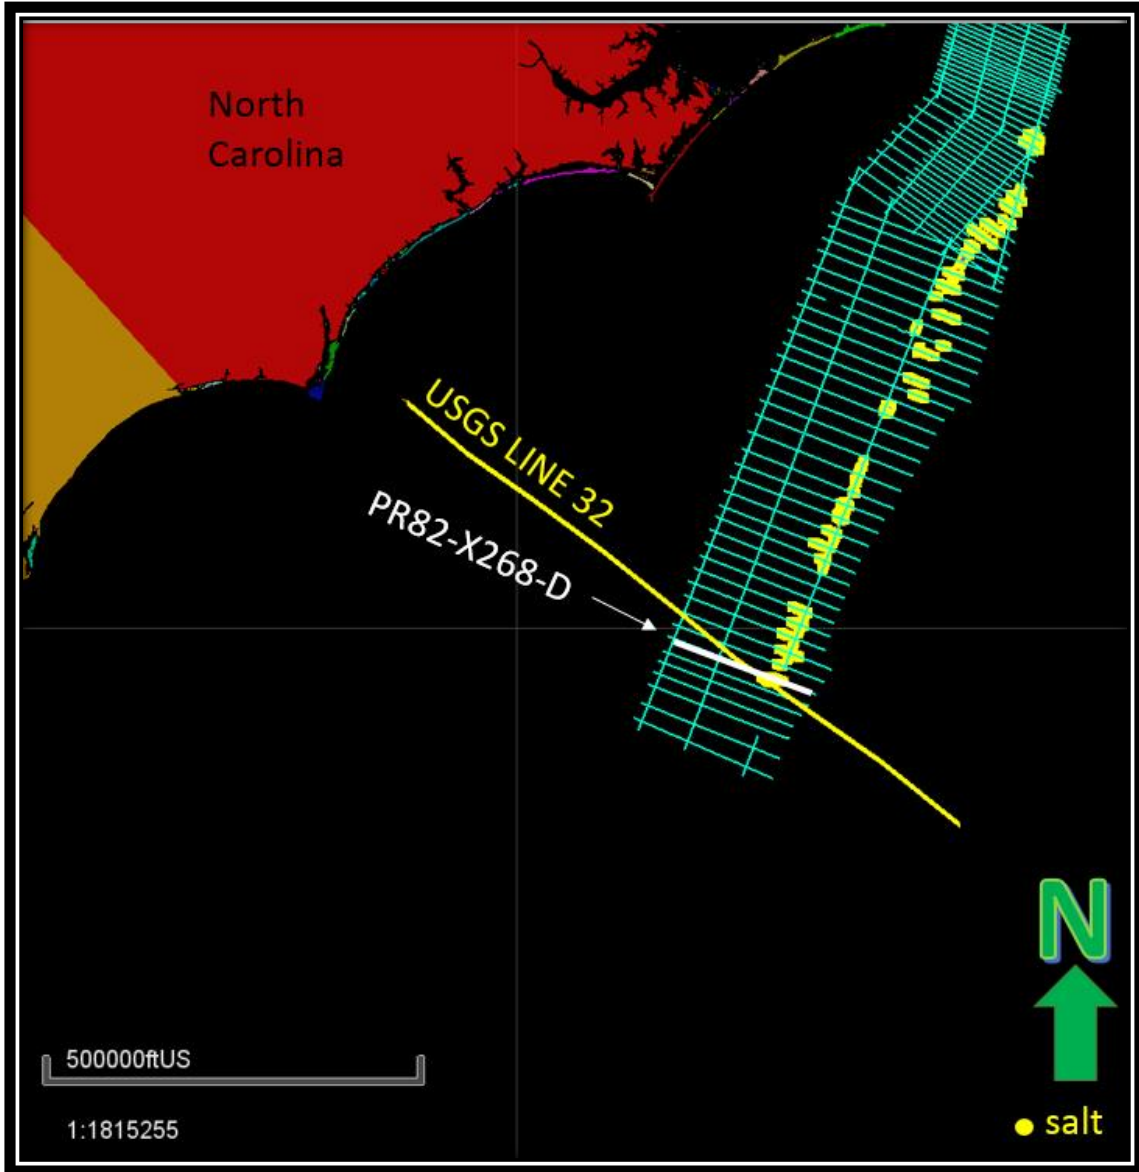 North
Carolina
USGS LINE 32
PR82-X268-D
N
500000ftUS
1:1815255
salt